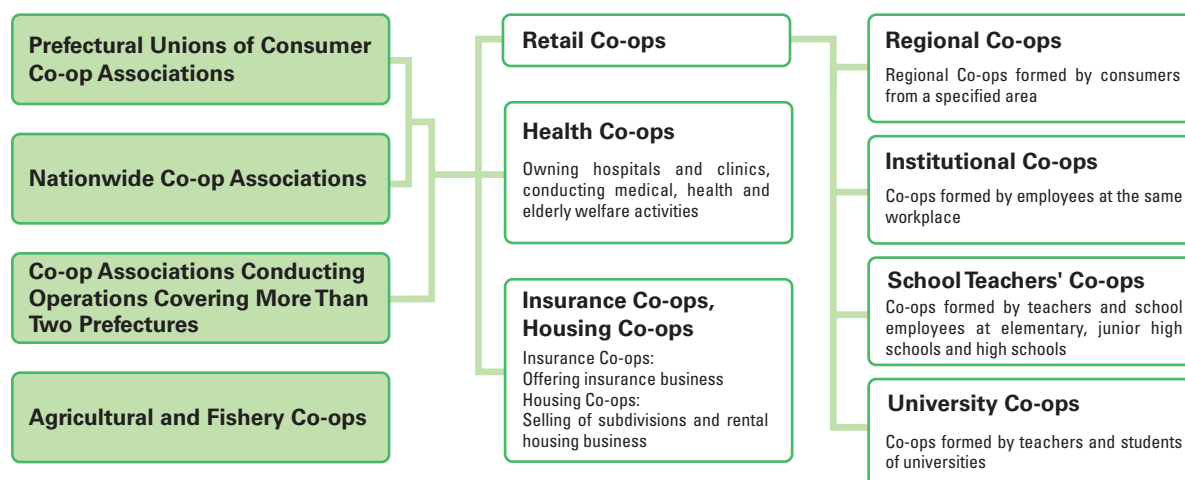 Prefectural Unions of Consumer
Co-op Associations
Nationwide Co-op Associations
Co-op Associations Conducting
Operations Covering More Than
Two Prefectures
Agricultural and Fishery Co-ops
Retail Co-ops
Health Co-ops
Owning hospitals and clinics,
conducting medical, health and
elderly welfare activities
Insurance Co-ops,
Housing Co-ops
Insurance Co-ops:
Offering insurance business
Housing Co-ops:
Selling of subdivisions and rental
housing business
Regional Co-ops
Regional Co-ops formed by consumers
from a specified area
Institutional Co-ops
Co-ops formed by employees at the same
workplace
School Teachers' Co-ops
Co-ops formed by teachers and school
employees at elementary, junior high
schools and high schools
University Co-ops
Co-ops formed by teachers and students
of universities